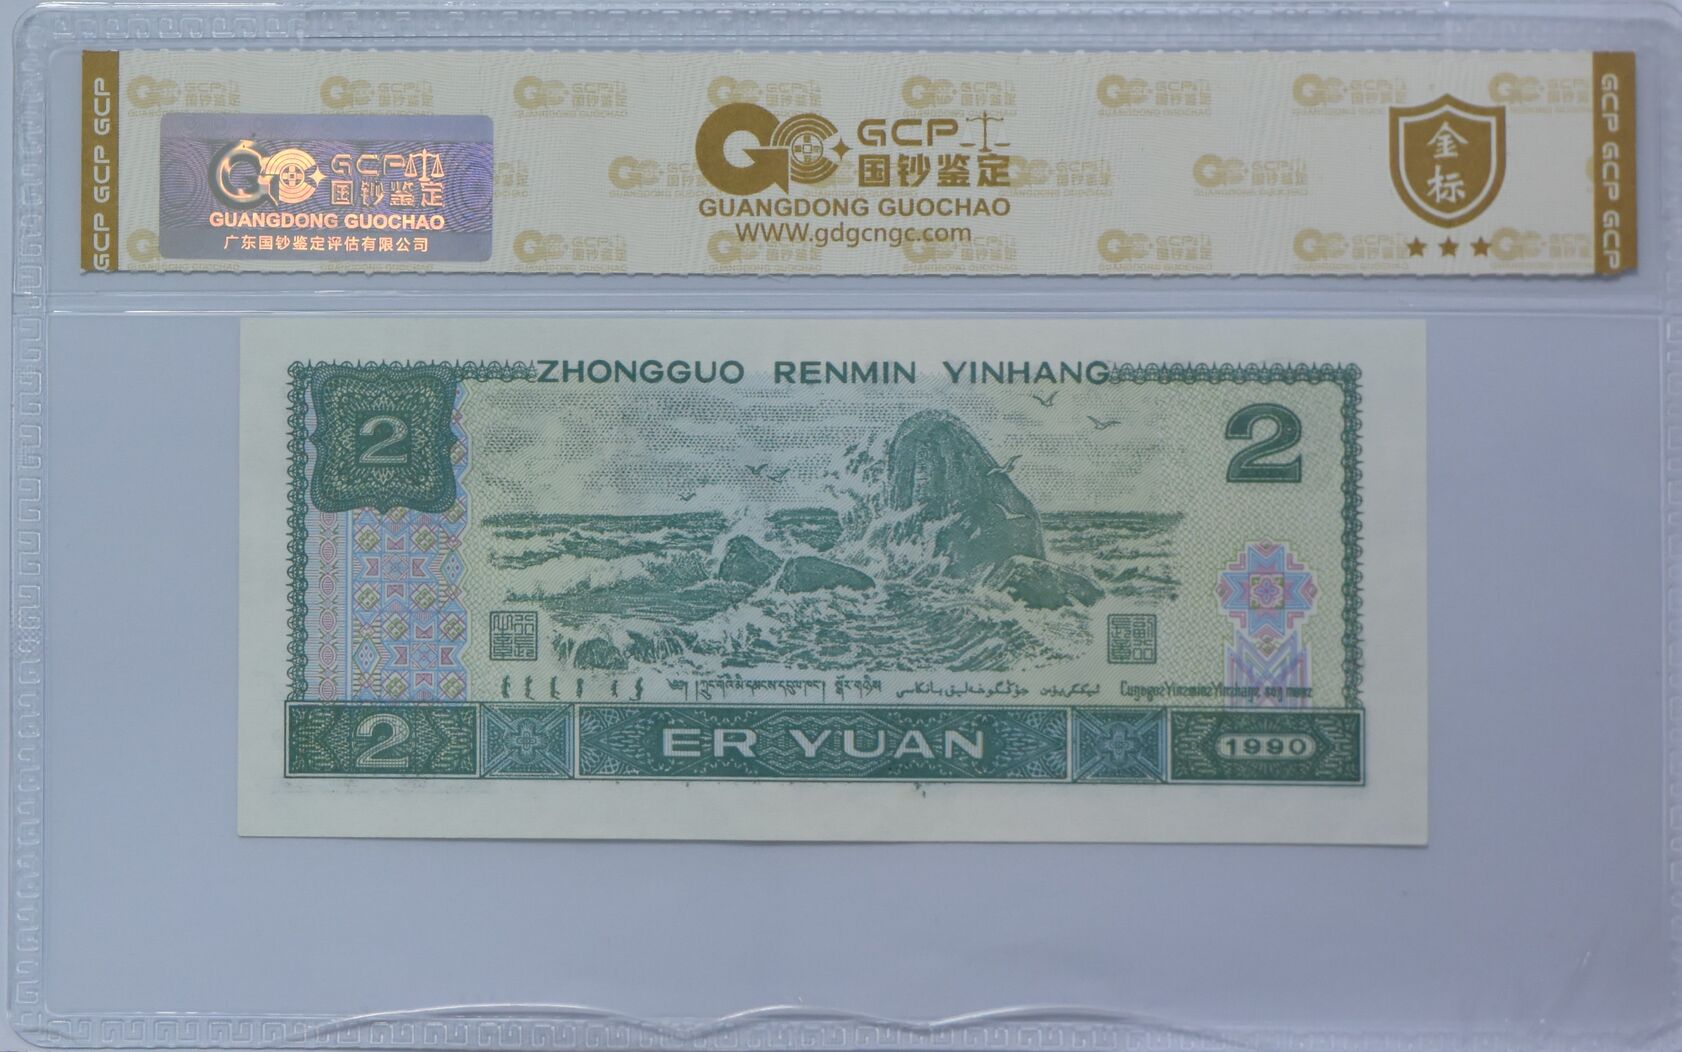 GCP GCP GCP
GCP
国钞鉴定
GUANGDONG GUOCHAO
广东国钞鉴定评估有限公司
GCP
国钞鉴定
GUANGDONG GUOCHAO
WWW.gdgcngc.com
金标
GCP GCP GCP
ZHONGGUO RENMIN YINHANG
2
2
2
ER YUAN
1990